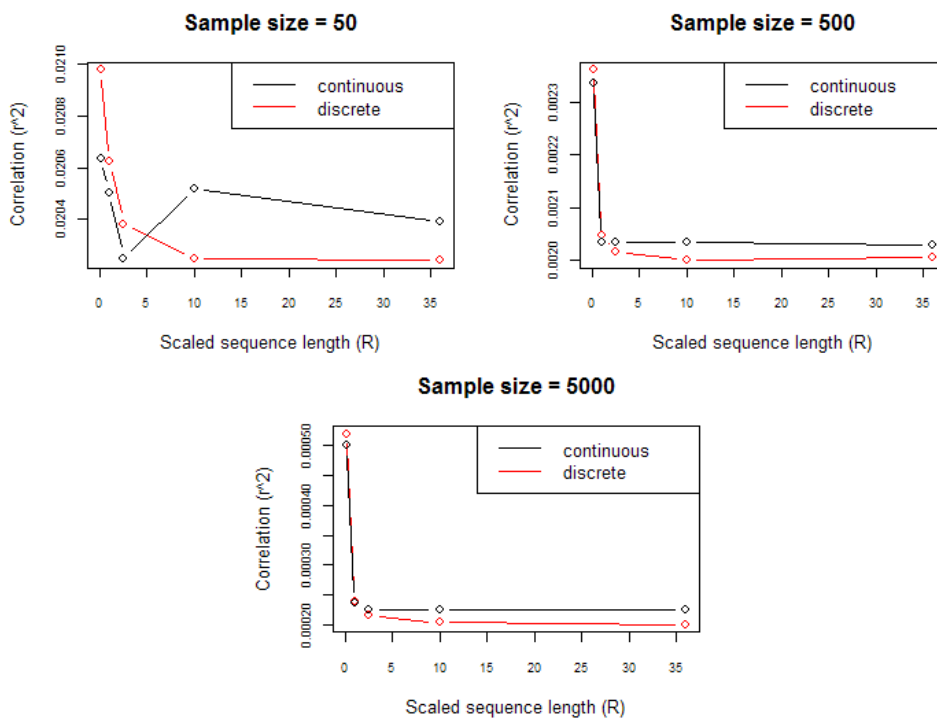 Sample size = 50
continuous
discrete
Correlation (r^2)
0.0210
0.0208
0.0206
0.0204
0 5 10 15 20 25 30 35
Scaled sequence length (R)
Sample size = 500
continuous
discrete
Correlation (r^2)
0.0023
0.0022
0.0021
0.0020
0 5 10 15 20 25 30 35
Scaled sequence length (R)
Sample size = 5000
continuous
discrete
Correlation (r^2)
0.00050
0.00040
0.00030
0.00020
0 5 10 15 20 25 30 35
Scaled sequence length (R)